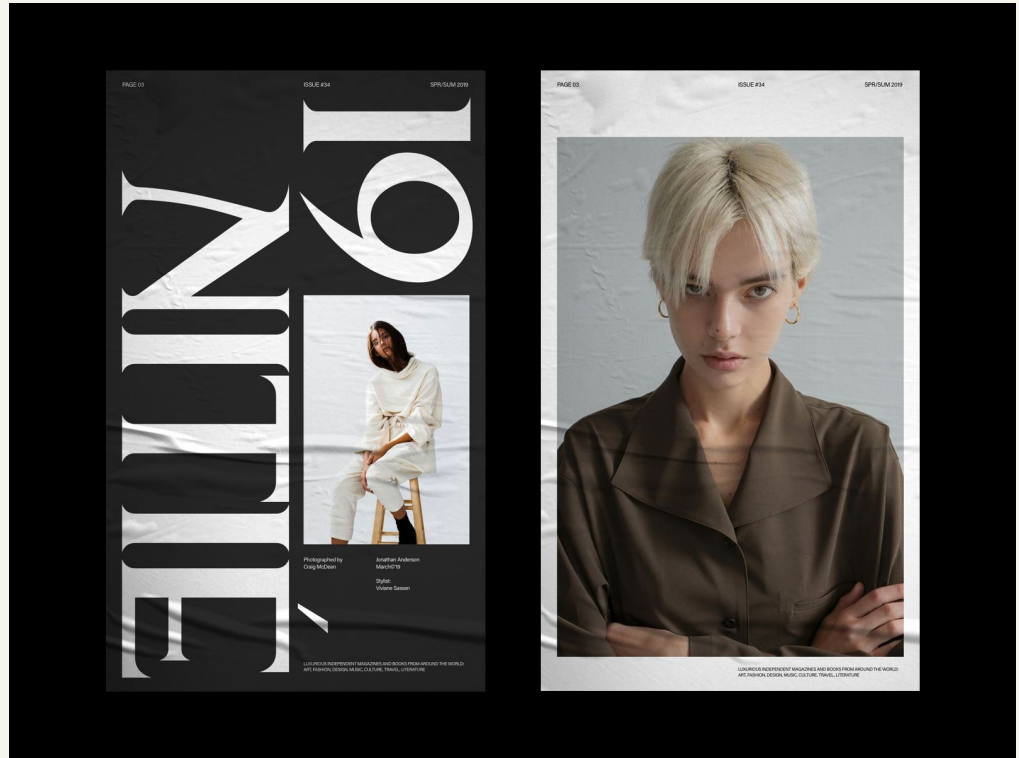 PAGE 03
ISSUE #34
SPR/SUM 2019
NITIÉ
19
Photographed by
Craig McDean
Jonathan Anderson
March©'19
Stylist:
Viviane Sassen
LUXURIOUS INDEPENDENT MAGAZINES AND BOOKS FROM AROUND THE WORLD:
ART, FASHION, DESIGN, MUSIC, CULTURE, TRAVEL, LITERATURE
PAGE 03
ISSUE #34
SPR/SUM 2019
LUXURIOUS INDEPENDENT MAGAZINES AND BOOKS FROM AROUND THE WORLD:
ART, FASHION, DESIGN, MUSIC, CULTURE, TRAVEL, LITERATURE